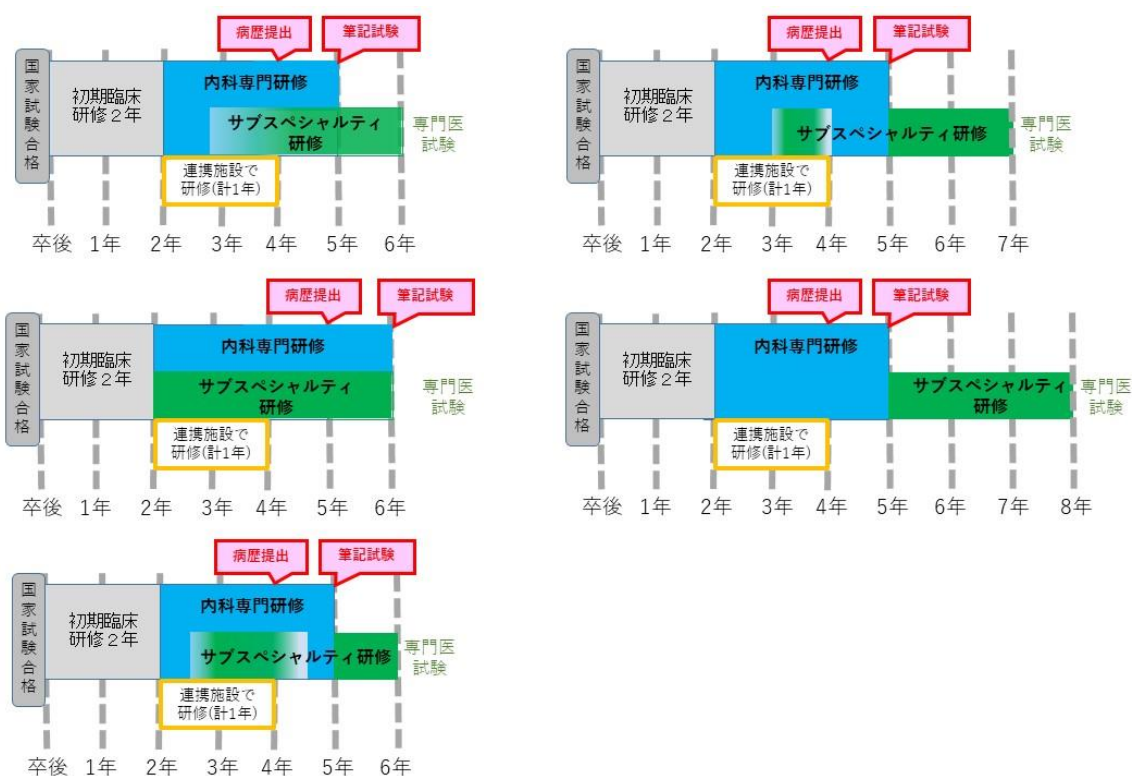 病歴提出
筆記試験
国家試験合格
初期臨床
研修２年
内科専門研修
サブスペシャルティ
研修
専門医
試験
連携施設で
研修(計1年)
卒後 1年 2年 3年 4年 5年 6年
病歴提出
筆記試験
国家試験合格
初期臨床
研修２年
内科専門研修
サブスペシャルティ研修
専門医
試験
連携施設で
研修(計1年)
卒後 1年 2年 3年 4年 5年 6年 7年
病歴提出
筆記試験
国家試験合格
初期臨床
研修２年
内科専門研修
サブスペシャルティ
研修
専門医
試験
連携施設で
研修(計1年)
卒後 1年 2年 3年 4年 5年 6年
病歴提出
筆記試験
国家試験合格
初期臨床
研修２年
内科専門研修
サブスペシャルティ
研修
専門医
試験
連携施設で
研修(計1年)
卒後 1年 2年 3年 4年 5年 6年 7年 8年
病歴提出
筆記試験
国家試験合格
初期臨床
研修２年
内科専門研修
サブスペシャルティ研修
専門医
試験
連携施設で
研修(計1年)
卒後 1年 2年 3年 4年 5年 6年